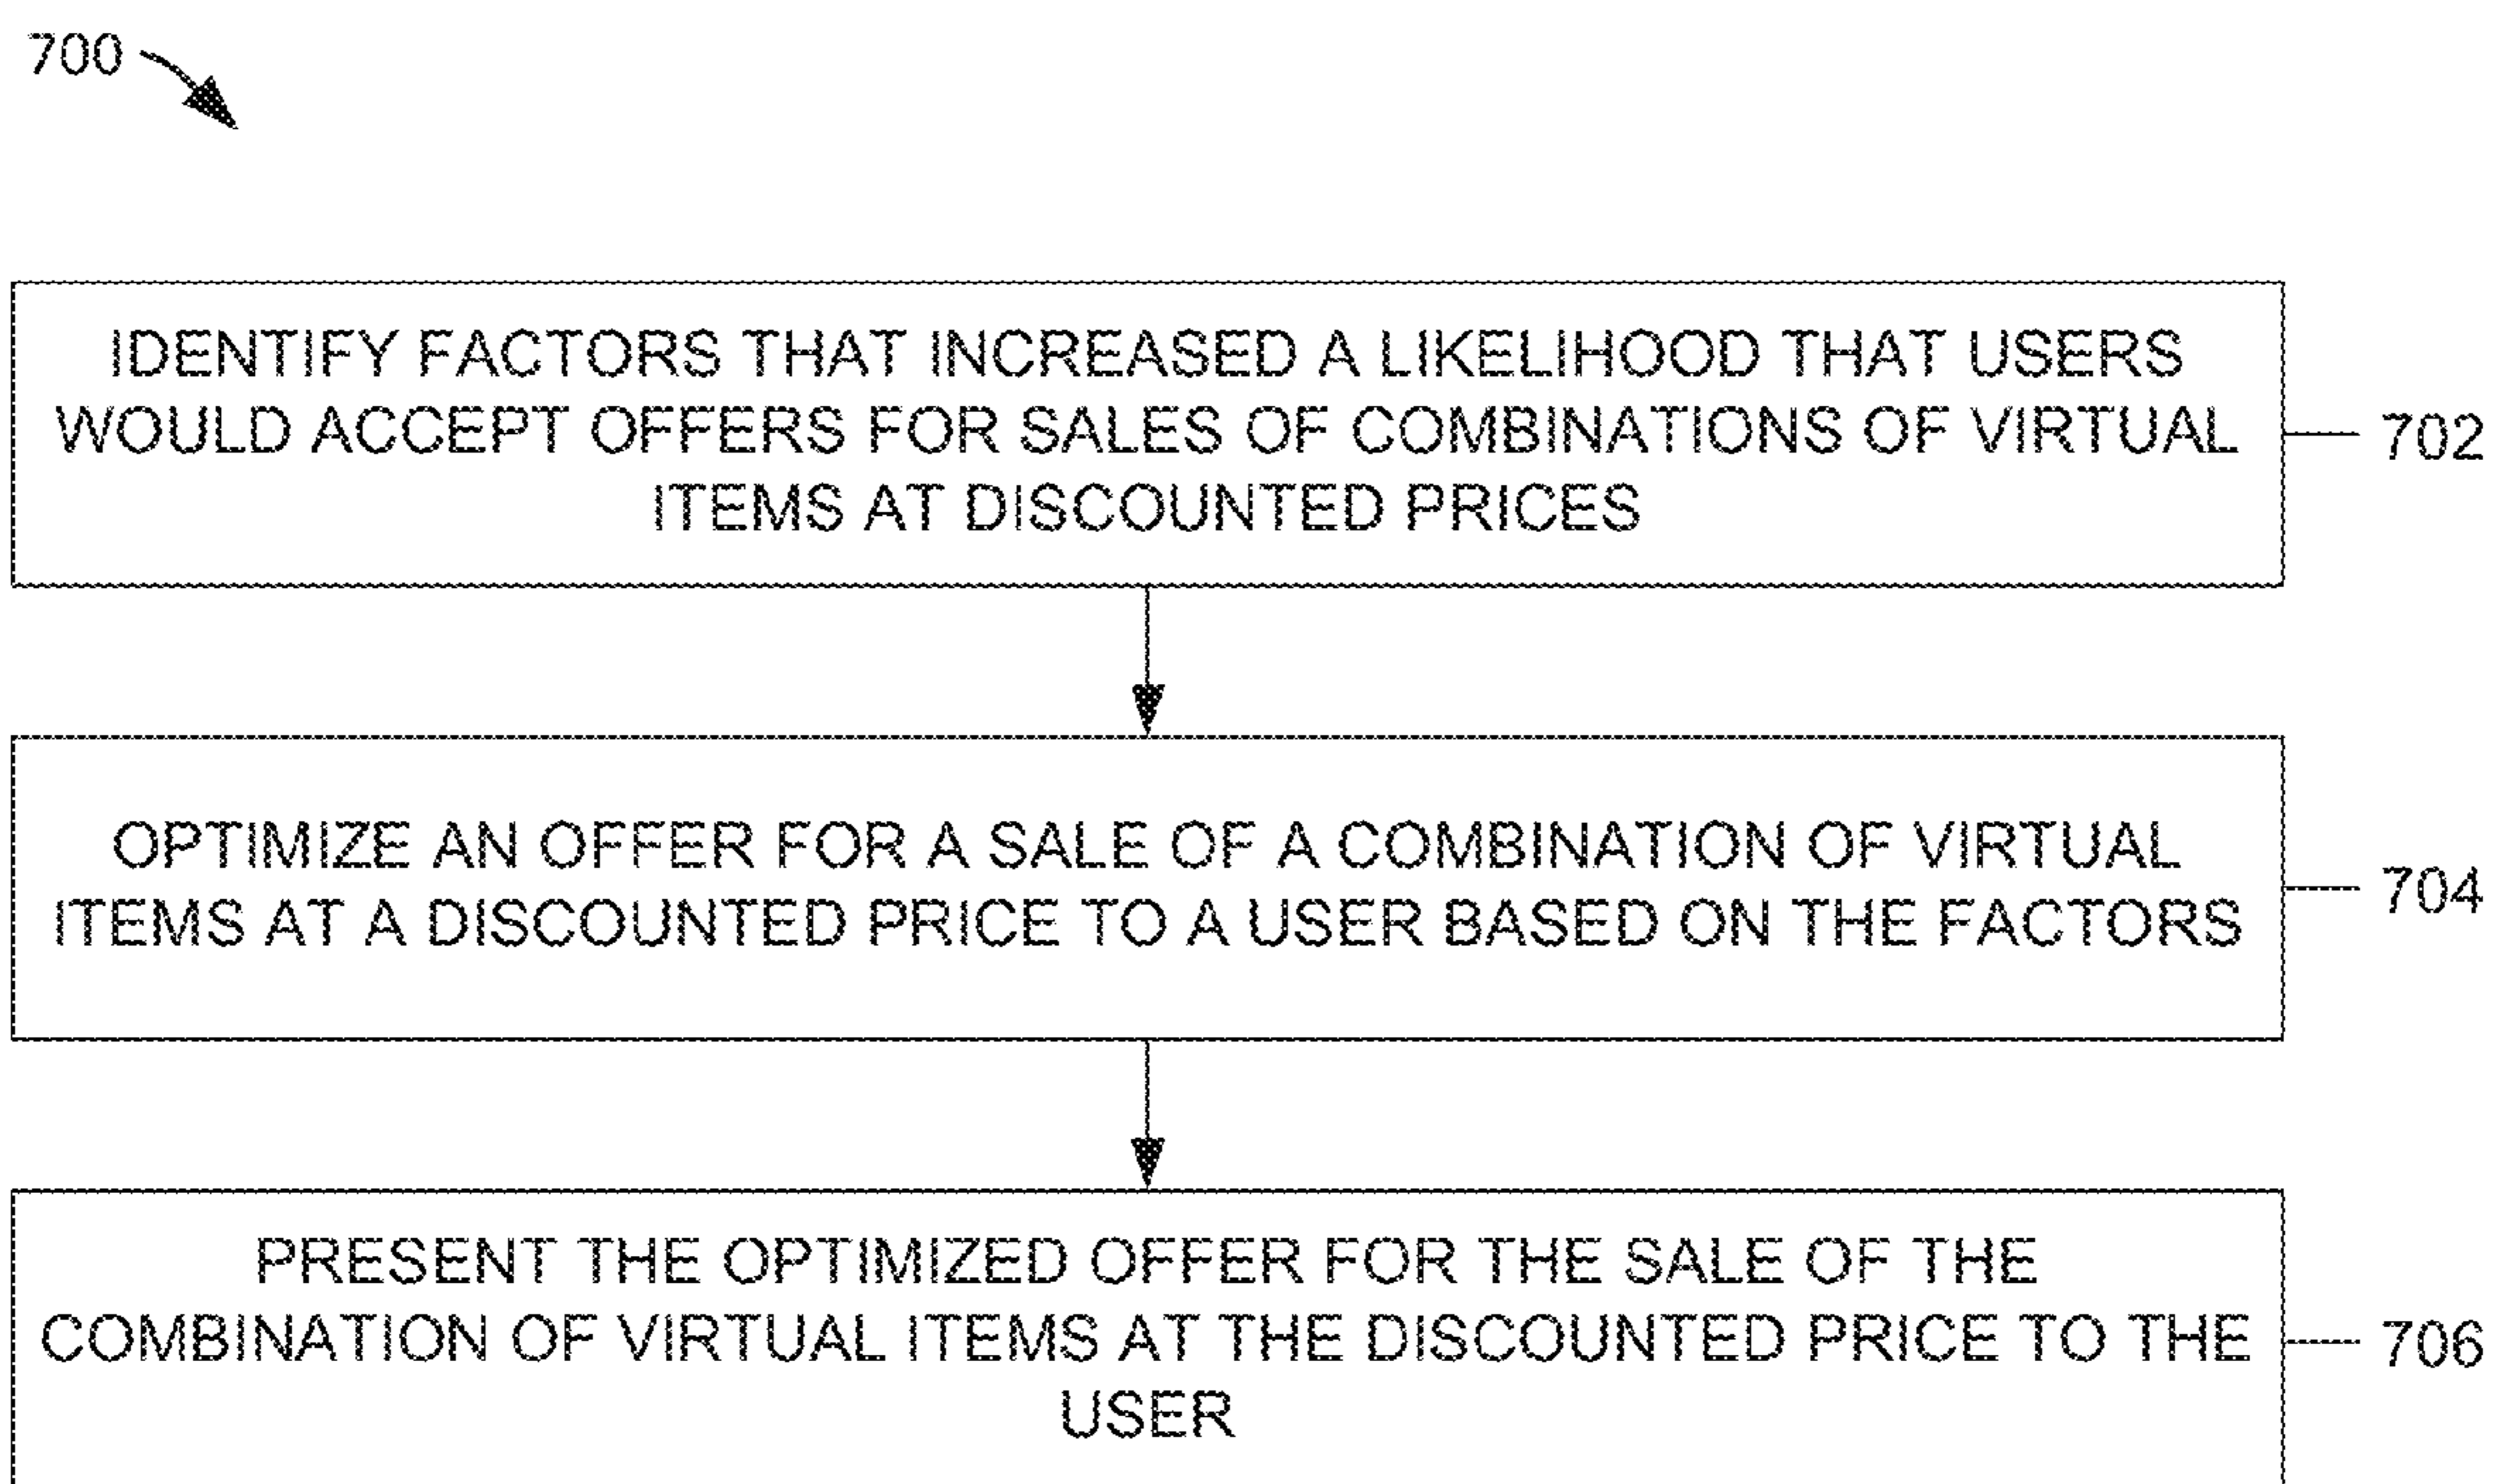 700
IDENTIFY FACTORS THAT INCREASED A LIKELIHOOD THAT USERS
WOULD ACCEPT OFFERS FOR SALES OF COMBINATIONS OF VIRTUAL
ITEMS AT DISCOUNTED PRICES
702
OPTIMIZE AN OFFER FOR A SALE OF A COMBINATION OF VIRTUAL
ITEMS AT A DISCOUNTED PRICE TO A USER BASED ON THE FACTORS
704
PRESENT THE OPTIMIZED OFFER FOR THE SALE OF THE
COMBINATION OF VIRTUAL ITEMS AT THE DISCOUNTED PRICE TO THE
USER
706